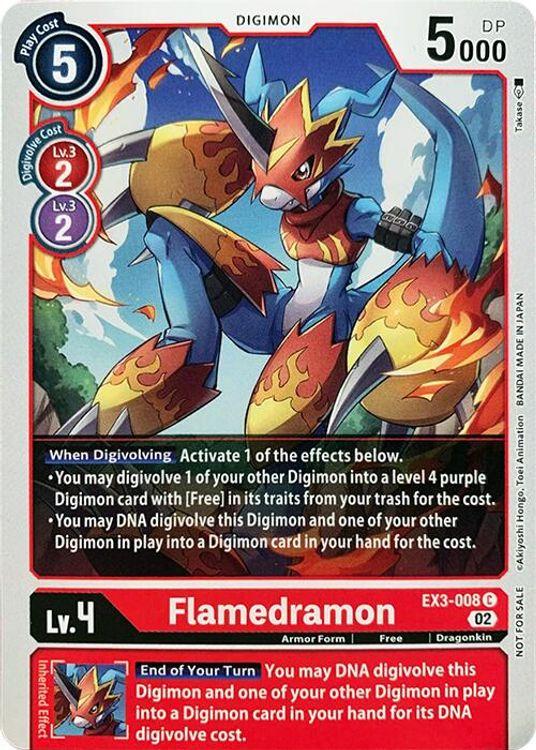 DIGIMON
Play Cost
5
DP
5000
Digivolve Cost
Lv.3
2
Lv.3
2
Takase
When Digivolving Activate 1 of the effects below.
•You may digivolve 1 of your other Digimon into a level 4 purple
Digimon card with [Free] in its traits from your trash for the cost.
•You may DNA digivolve this Digimon and one of your other
Digimon in play into a Digimon card in your hand for the cost.
©Akiyoshi Hongo, Toei Animation BANDAI MADE IN JAPAN
NOT FOR SALE
Lv.4
Flamedramon
EX3-008 C
02
Armor Form | Free | Dragonkin
Inherited Effect
End of Your Turn You may DNA digivolve this
Digimon and one of your other Digimon in play
into a Digimon card in your hand for its DNA
digivolve cost.